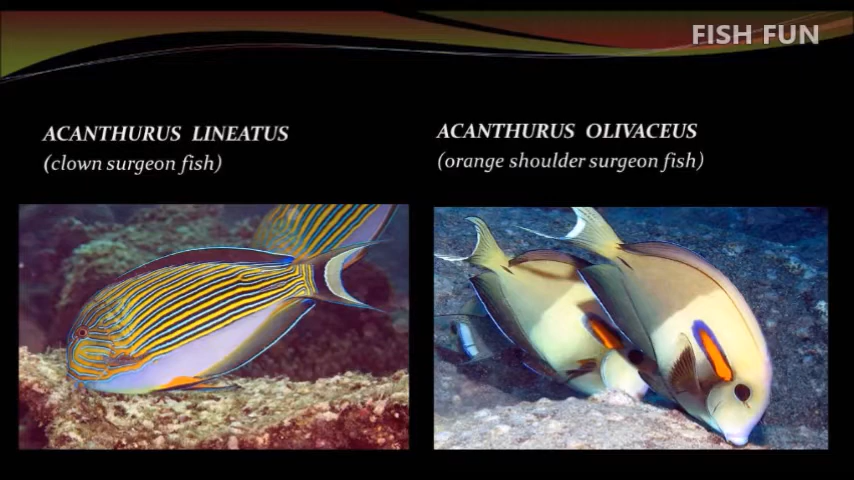 FISH FUN
ACANTHURUS LINEATUS
(clown surgeon fish)
ACANTHURUS OLIVACEUS
(orange shoulder surgeon fish)